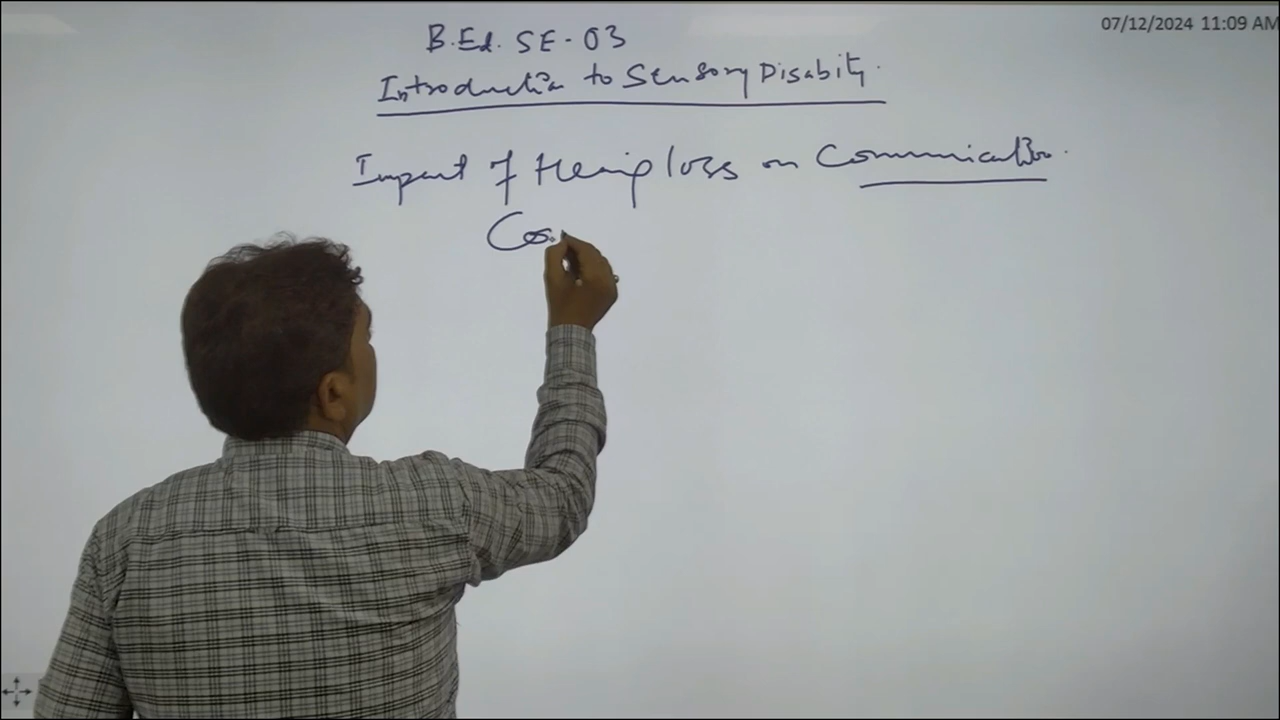 07/12/2024 11:09 AM
B.Ed. SE-03
Introduction to Sensory Disability.
Impact of Hearing loss on Communication.